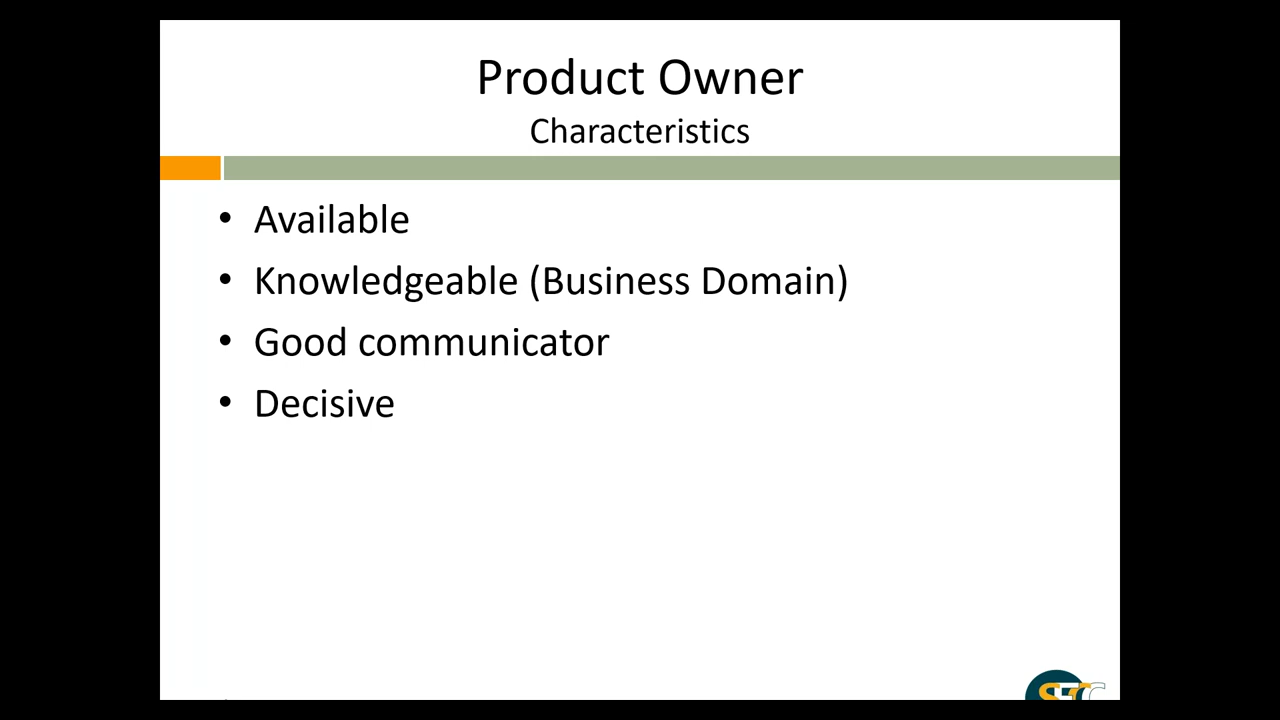 Product Owner
Characteristics
• Available
• Knowledgeable (Business Domain)
• Good communicator
• Decisive